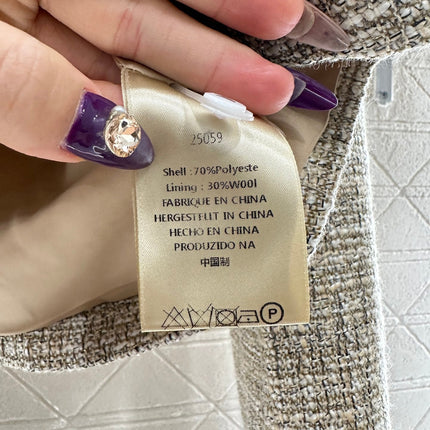 25059
Shell :70%Polyeste
Lining : 30%W00l
FABRIQUE EN CHINA
HERGESTELIT IN CHINA
HECHO EN CHINA
PRODUZIDO NA
中国制
P